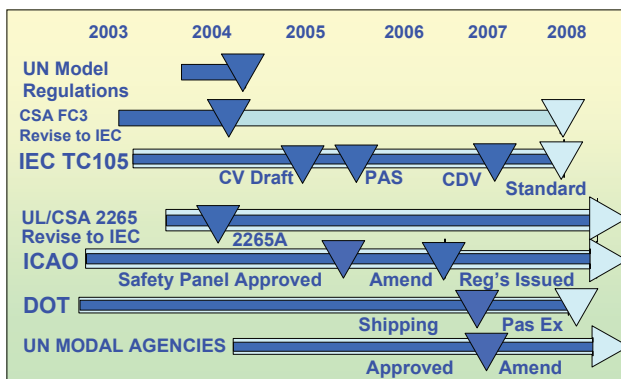 2003 2004 2005 2006 2007 2008
UN Model
Regulations
CSA FC3
Revise to IEC
IEC TC105
CV Draft PAS CDV Standard
UL/CSA 2265
Revise to IEC
2265A
ICAO
Safety Panel Approved Amend Reg's Issued
DOT
Shipping Pas Ex
UN MODAL AGENCIES
Approved Amend